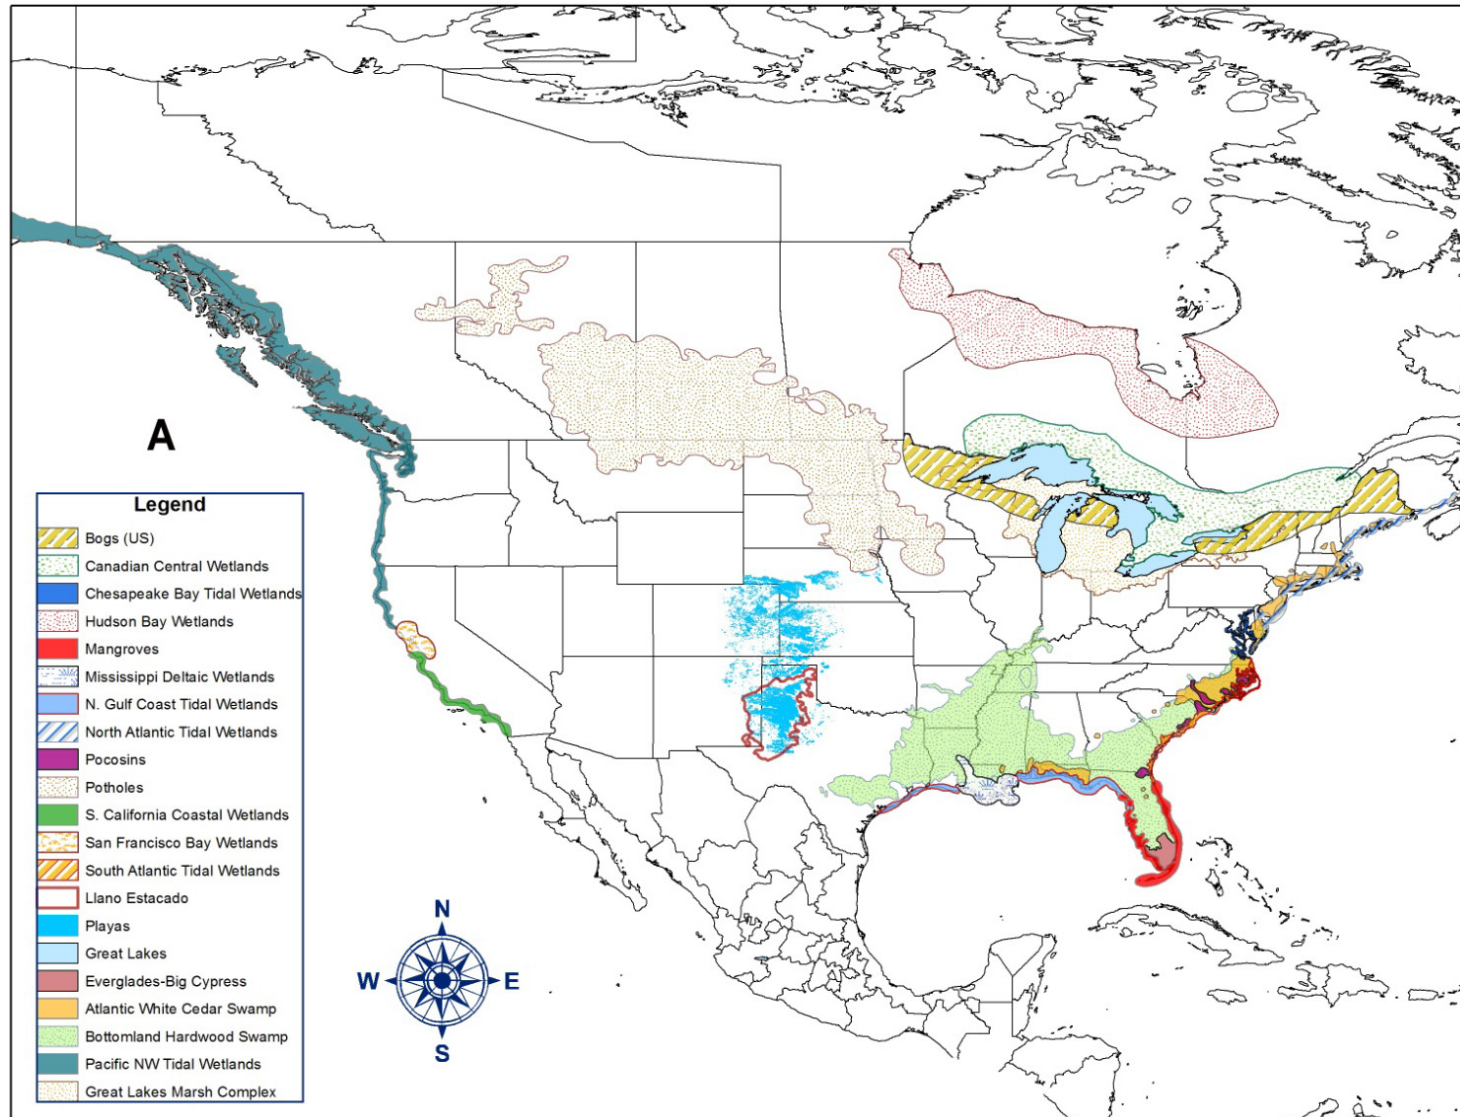 A
Legend
Bogs (US)
Canadian Central Wetlands
Chesapeake Bay Tidal Wetlands
Hudson Bay Wetlands
Mangroves
Mississippi Deltaic Wetlands
N. Gulf Coast Tidal Wetlands
North Atlantic Tidal Wetlands
Pocosins
Potholes
S. California Coastal Wetlands
San Francisco Bay Wetlands
South Atlantic Tidal Wetlands
Llano Estacado
Playas
Great Lakes
Everglades-Big Cypress
Atlantic White Cedar Swamp
Bottomland Hardwood Swamp
Pacific NW Tidal Wetlands
Great Lakes Marsh Complex
N
W E
S